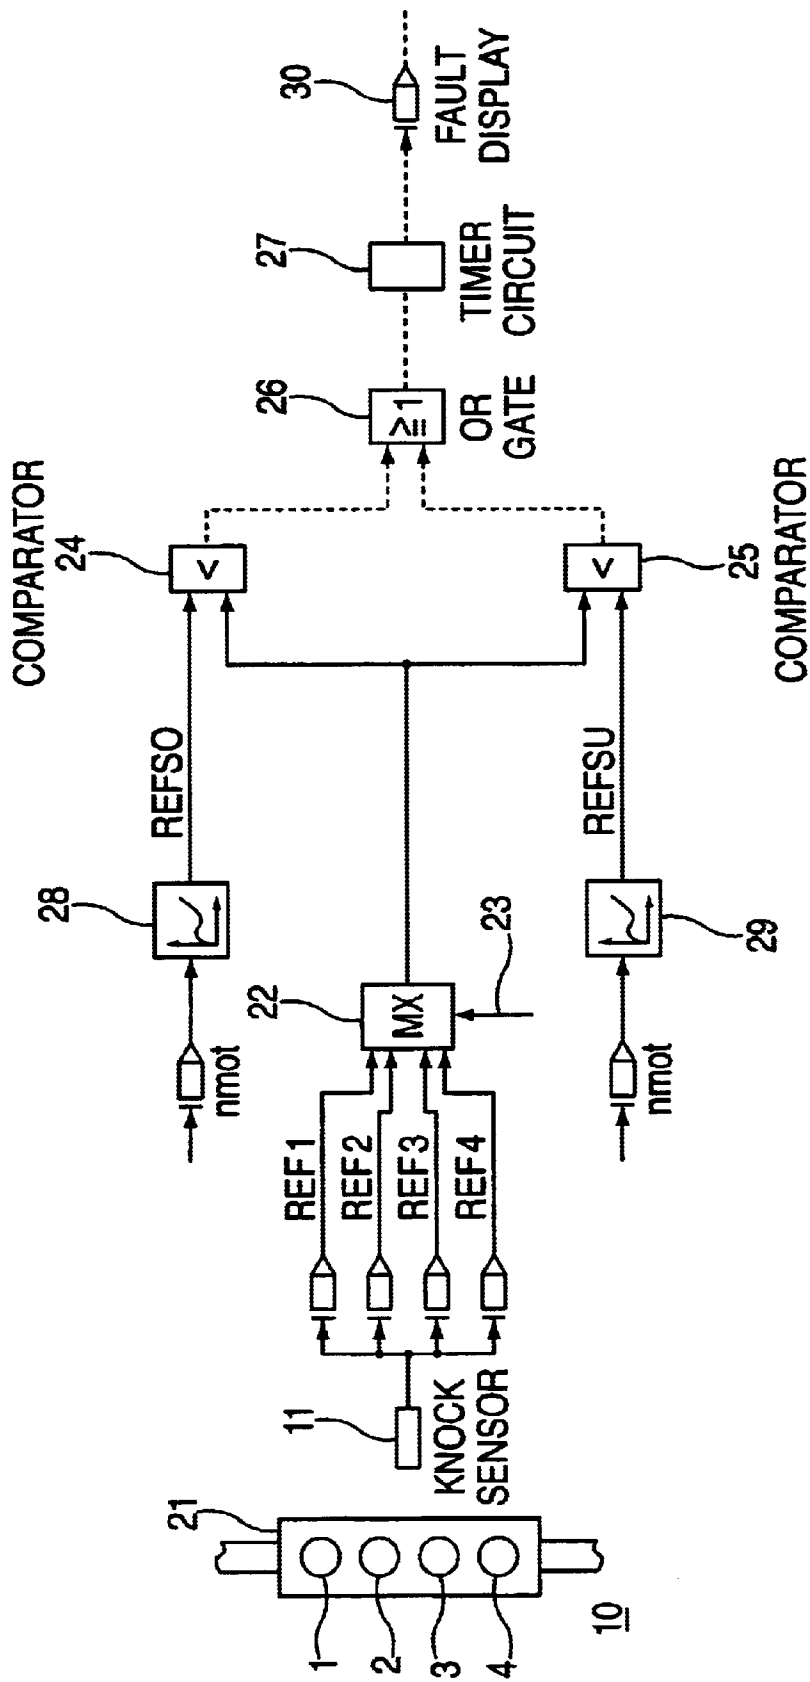 COMPARATOR
24
<
REFSO
28
nmot
30
FAULT
DISPLAY
27
TIMER
CIRCUIT
26
≥1
OR
GATE
22
MX
23
REF1
REF2
REF3
REF4
11
KNOCK
SENSOR
21
1
2
3
4
10
REFSU
29
nmot
<
25
COMPARATOR